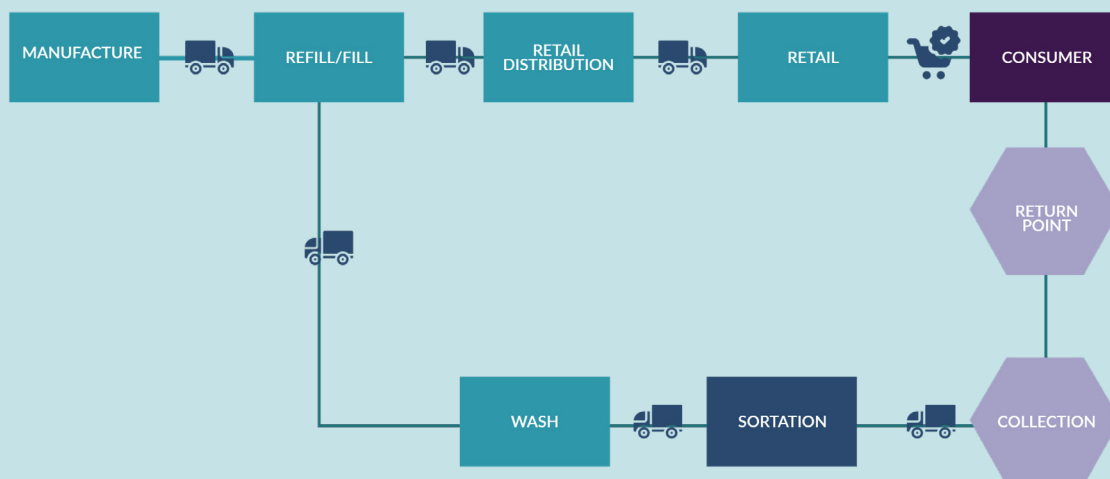 MANUFACTURE
REFILL/FILL
RETAIL
DISTRIBUTION
RETAIL
CONSUMER
RETURN
POINT
COLLECTION
SORTATION
WASH